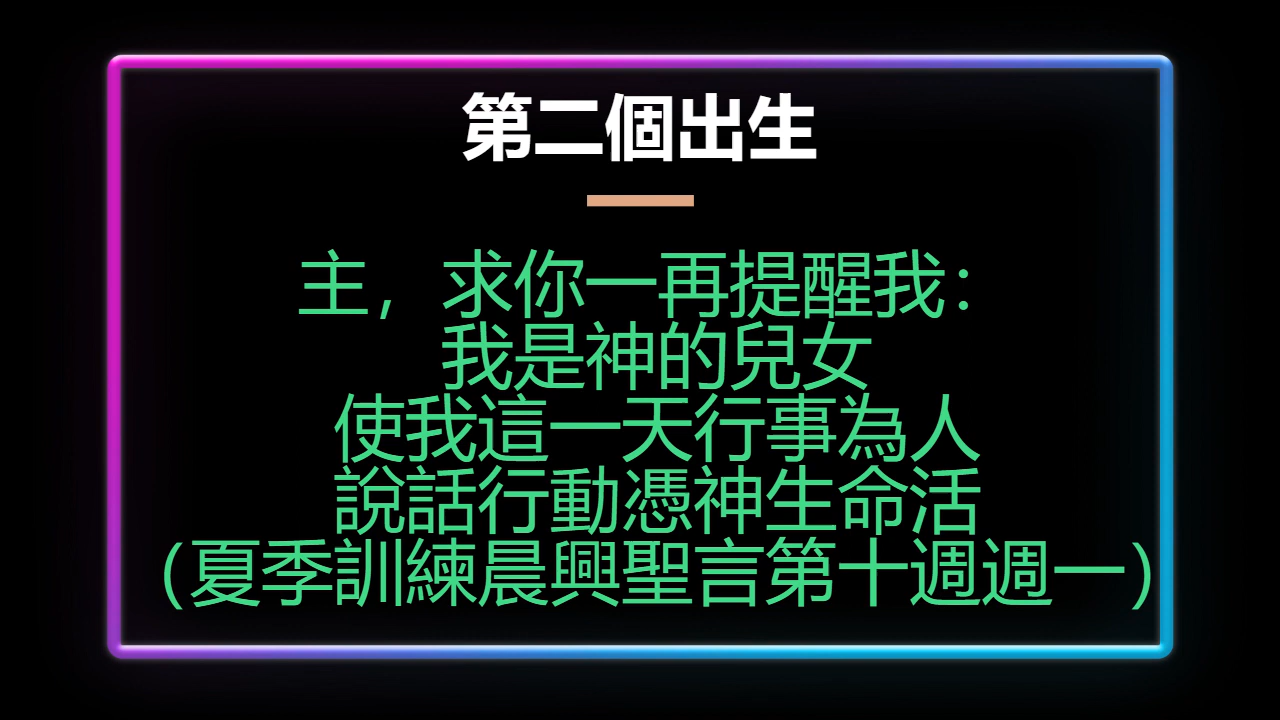 第二個出生
主，求你一再提醒我：
我是神的兒女
使我這一天行事為人
說話行動憑神生命活
（夏季訓練晨興聖言第十週週一）